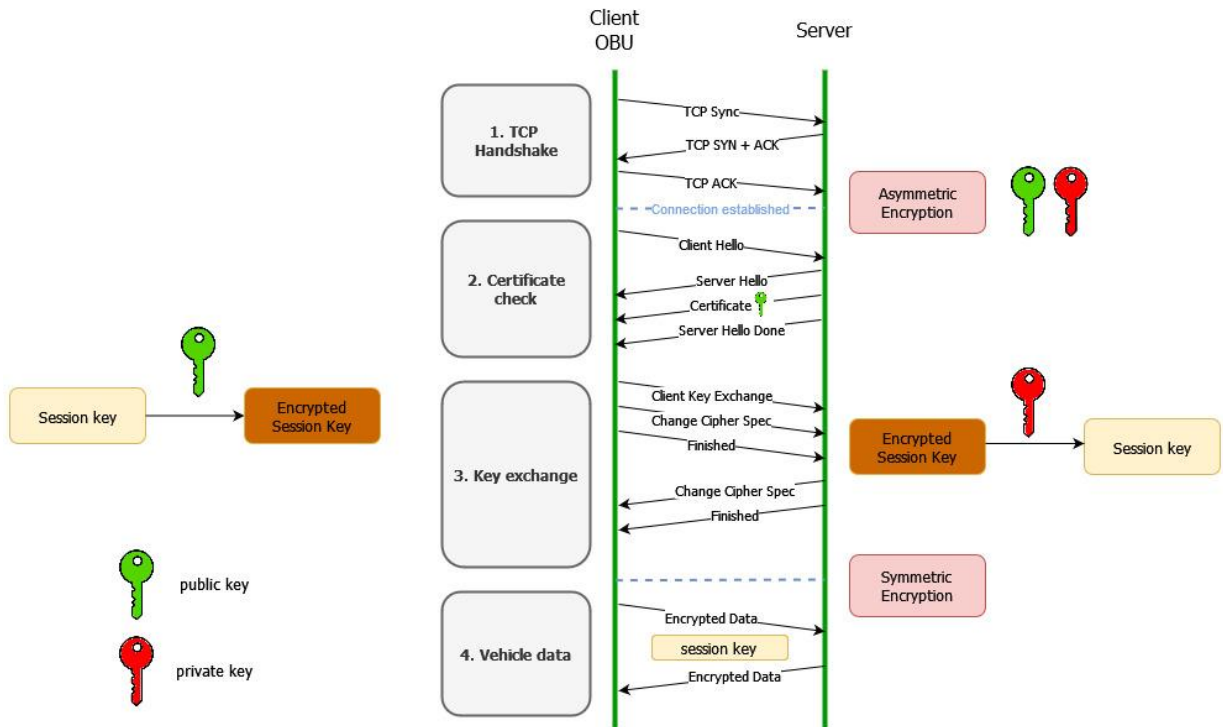 Client
OBU
Server
1. TCP
Handshake
TCP Sync
TCP SYN + ACK
TCP ACK
Connection established
Asymmetric
Encryption
2. Certificate
check
Client Hello
Server Hello
Certificate
Server Hello Done
Session key
Encrypted
Session Key
3. Key exchange
Client Key Exchange
Change Cipher Spec
Finished
Change Cipher Spec
Finished
Encrypted
Session Key
Session key
public key
private key
Symmetric
Encryption
4. Vehicle data
Encrypted Data
session key
Encrypted Data